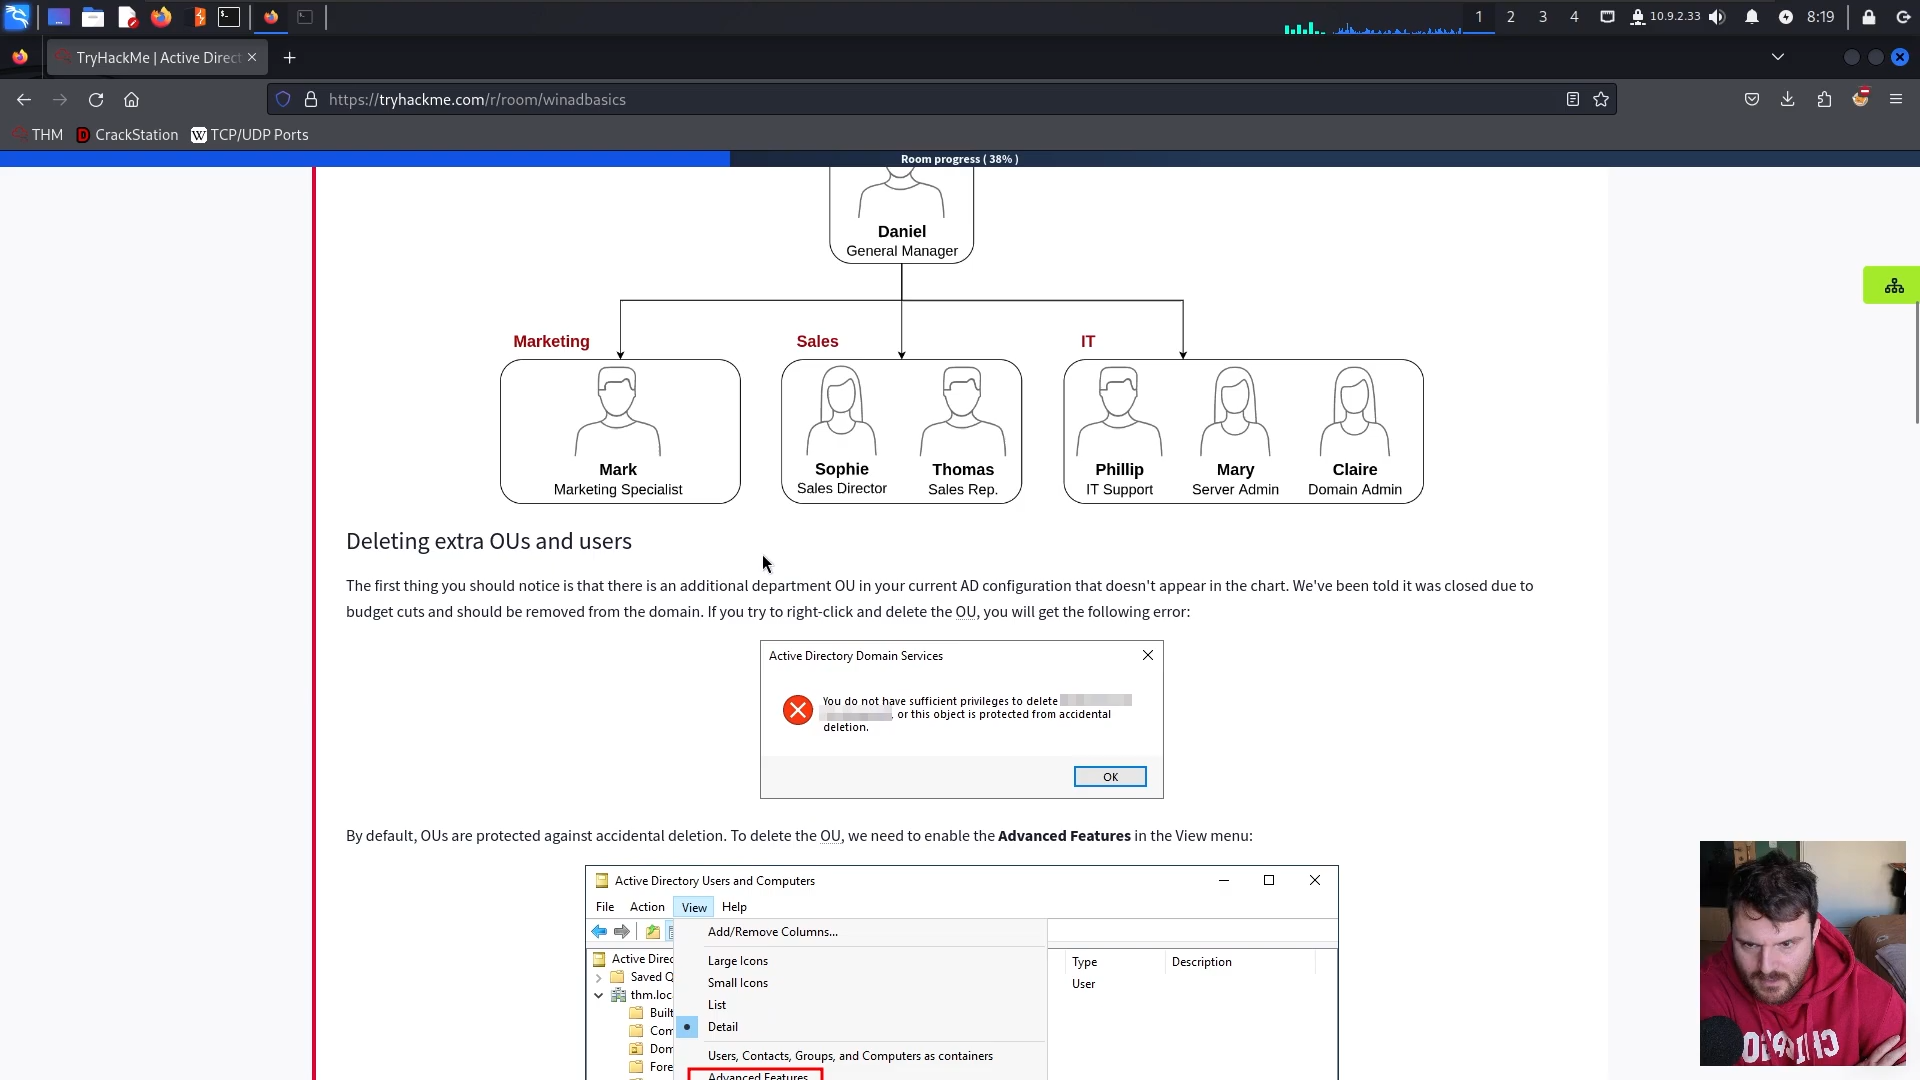 1
2
3
4
10.9.2.33
8:19
TryHackMe | Active Direct
https://tryhackme.com/r/room/winadbasics
THM
CrackStation
TCP/UDP Ports
Room progress ( 38% )
Daniel
General Manager
Marketing
Sales
IT
Mark
Marketing Specialist
Sophie
Sales Director
Thomas
Sales Rep.
Phillip
IT Support
Mary
Server Admin
Claire
Domain Admin
Deleting extra OUs and users
The first thing you should notice is that there is an additional department OU in your current AD configuration that doesn't appear in the chart. We've been told it was closed due to
budget cuts and should be removed from the domain. If you try to right-click and delete the OU, you will get the following error:
Active Directory Domain Services
You do not have sufficient privileges to delete
, or this object is protected from accidental
deletion.
OK
By default, OUs are protected against accidental deletion. To delete the OU, we need to enable the Advanced Features in the View menu:
Active Directory Users and Computers
File
Action
View
Help
Add/Remove Columns...
Large Icons
Small Icons
List
Detail
Users, Contacts, Groups, and Computers as containers
Advanced Features
Active Direc
Saved Q
thm.loc
Built
Com
Dom
Fore
Type
Description
User